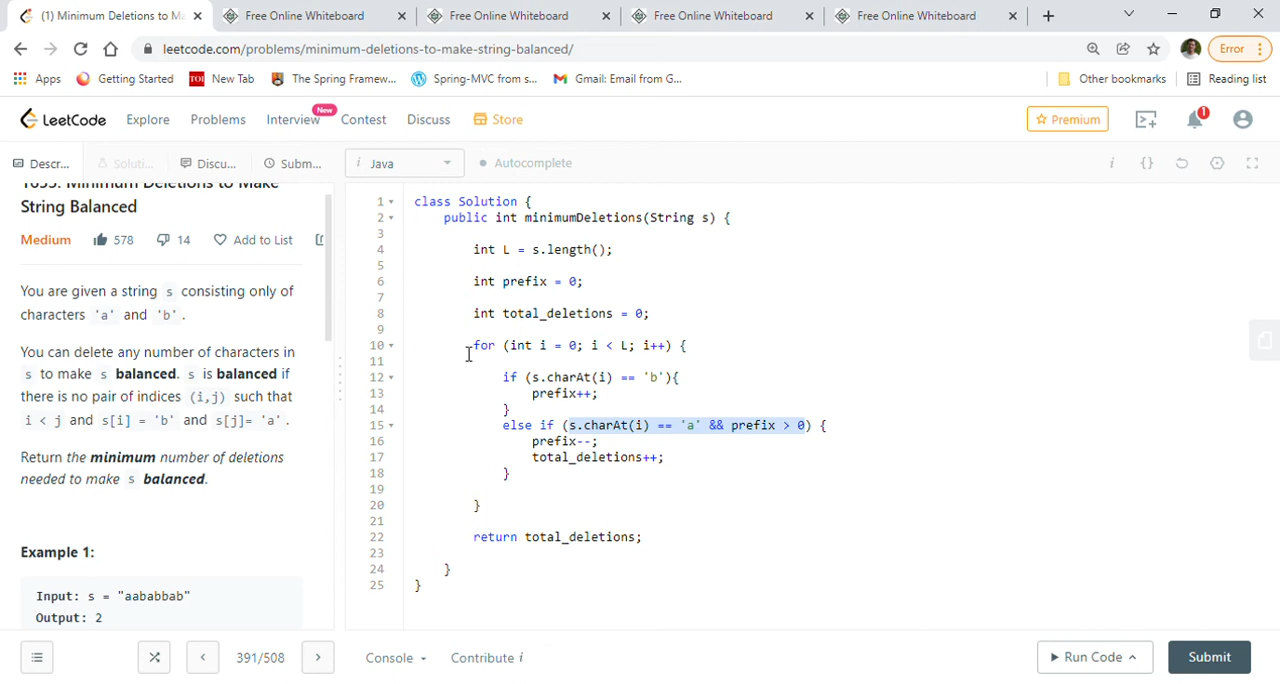 (1) Minimum Deletions to Ma
Free Online Whiteboard
Free Online Whiteboard
Free Online Whiteboard
Free Online Whiteboard
leetcode.com/problems/minimum-deletions-to-make-string-balanced/
Error
Apps
Getting Started
TOI
New Tab
The Spring Framew...
Spring-MVC from s...
Gmail: Email from G...
Other bookmarks
Reading list
LeetCode
Explore
Problems
Interview
New
Contest
Discuss
Store
Premium
1
Descr...
Soluti...
Discu...
Subm...
i Java
Autocomplete
1653. Minimum Deletions to Make
String Balanced
Medium
578
14
Add to List
You are given a string s consisting only of
characters 'a' and 'b'.
You can delete any number of characters in
s to make s balanced. s is balanced if
there is no pair of indices (i,j) such that
i < j and s[i] = 'b' and s[j]= 'a'.
Return the minimum number of deletions
needed to make s balanced.
Example 1:
Input: s = "aababbab"
Output: 2
1 class Solution {
2 public int minimumDeletions(String s) {
3
4 int L = s.length();
5
6 int prefix = 0;
7
8 int total_deletions = 0;
9
10 for (int i = 0; i < L; i++) {
11
12 if (s.charAt(i) == 'b'){
13 prefix++;
14 }
15 else if (s.charAt(i) == 'a' && prefix > 0) {
16 prefix--;
17 total_deletions++;
18 }
19
20 }
21
22 return total_deletions;
23
24 }
25 }
391/508
Console
Contribute i
Run Code
Submit